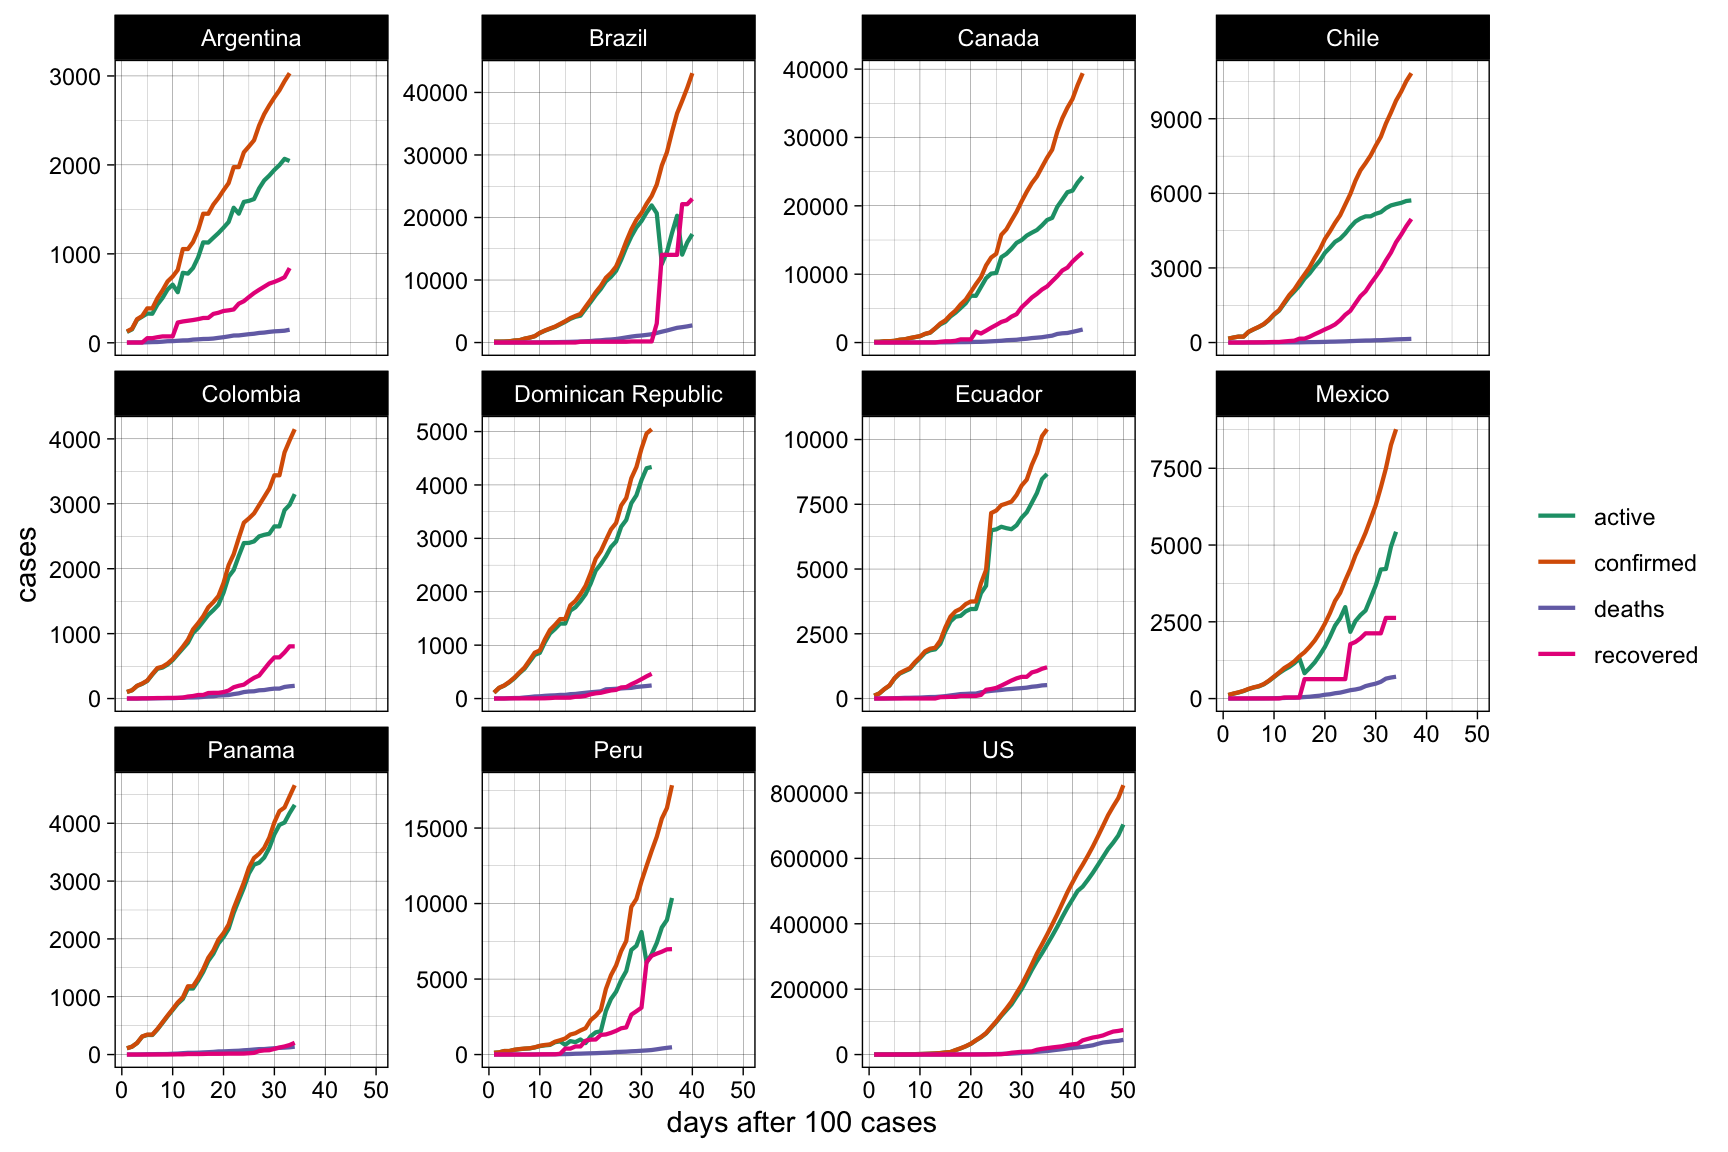 Argentina
Brazil
Canada
Chile
3000
2000
1000
0
40000
30000
20000
10000
0
40000
30000
20000
10000
0
9000
6000
3000
0
Colombia
Dominican Republic
Ecuador
Mexico
4000
3000
2000
1000
0
5000
4000
3000
2000
1000
0
10000
7500
5000
2500
0
7500
5000
2500
0
0 10 20 30 40 50
cases
active
confirmed
deaths
recovered
Panama
Peru
US
4000
3000
2000
1000
0
15000
10000
5000
0
800000
600000
400000
200000
0
0 10 20 30 40 50
0 10 20 30 40 50
0 10 20 30 40 50
days after 100 cases